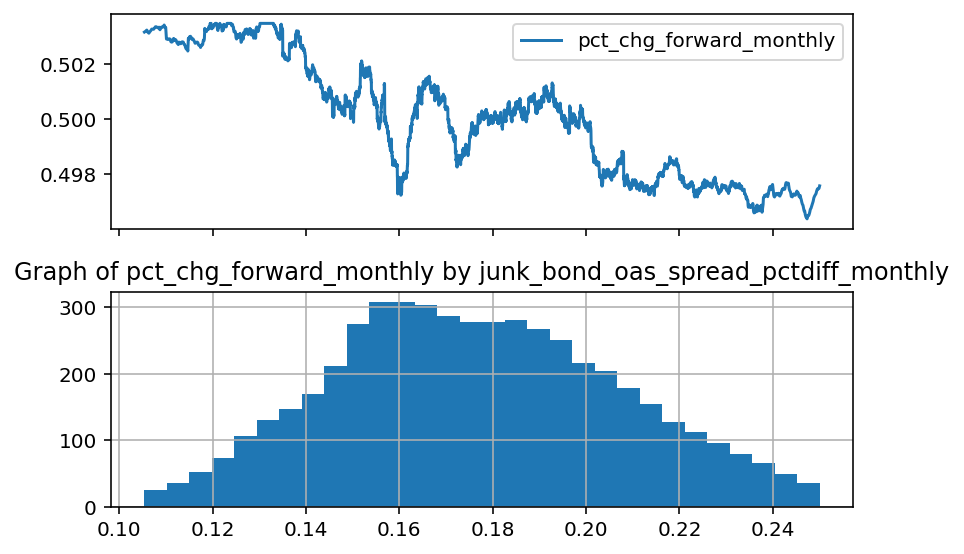 pct_chg_forward_monthly
0.502
0.500
0.498
Graph of pct_chg_forward_monthly by junk_bond_oas_spread_pctdiff_monthly
300
200
100
0
0.10 0.12 0.14 0.16 0.18 0.20 0.22 0.24